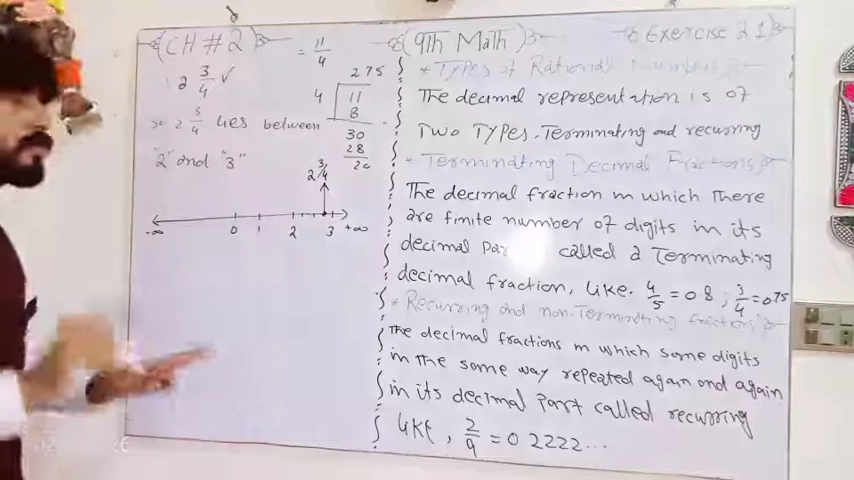 CH # 2
2 3/4 ✓
= 11/4
2 75
4
11
8
30
28
20
so 2 3/4 lies between
"2" and "3"
2 3/4
-∞ 0 1 2 3 +∞
9TH Math
Exercise 2.1
* Types of Rational Numbers
The decimal representation is of
Two Types. Terminating and recurring
* Terminating Decimal Fractions
The decimal fraction in which There
are finite number of digits in its
decimal Par called a Terminating
decimal fraction, like. 4/5 = 0 8 ; 3/4 = 0 75
* Recurring and non-Terminating fractions
The decimal fractions in which some digits
in the same way repeated again and again
in its decimal Part called recurring
like, 2/9 = 0 2222...